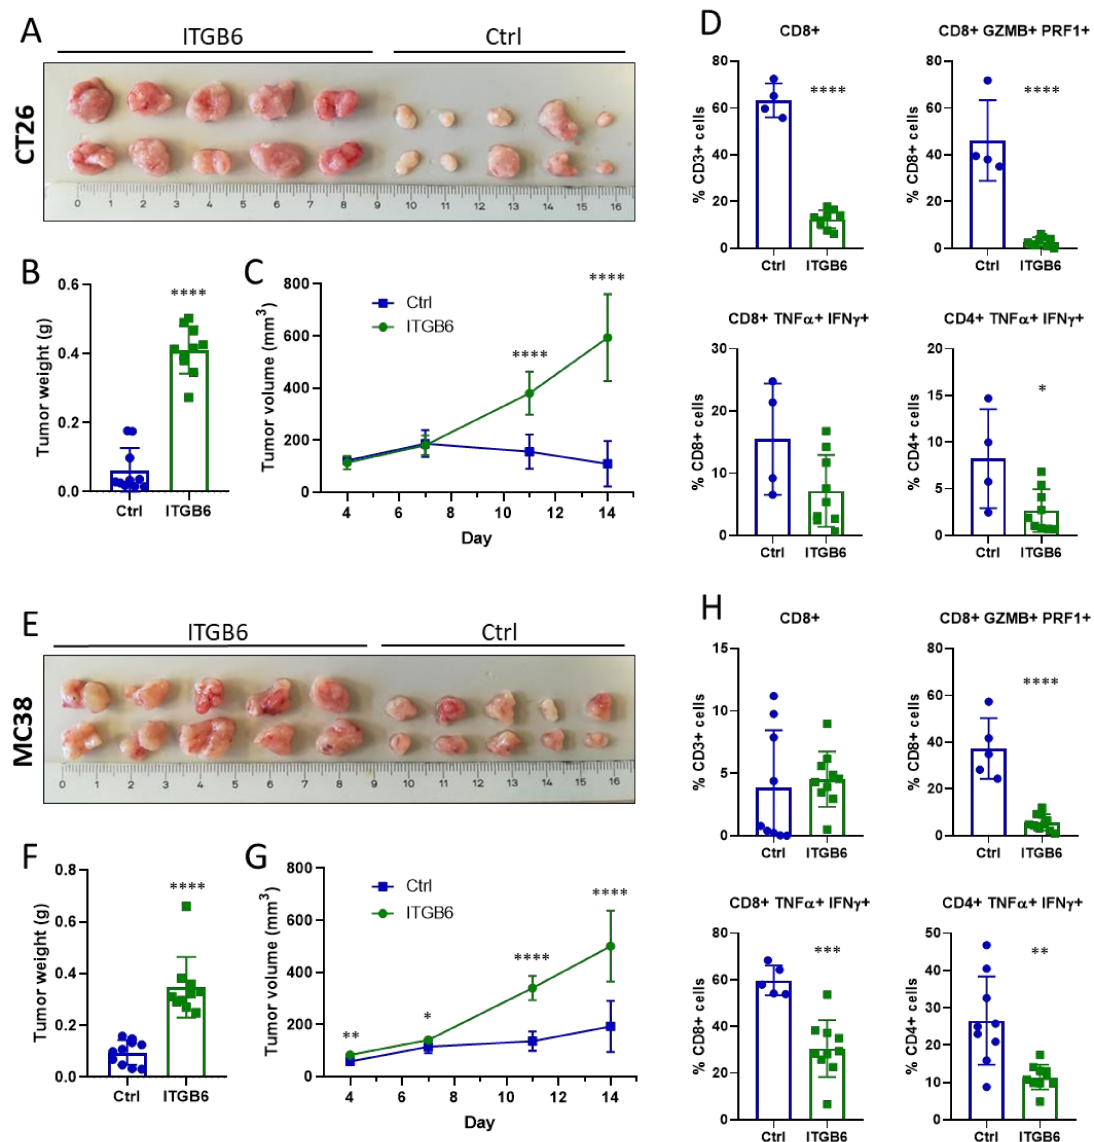 A
ITGB6
Ctrl
CT26
0 1 2 3 4 5 6 7 8 9 10 11 12 13 14 15 16
B
Tumor weight (g)
0.6
0.4
0.2
0.0
****
Ctrl
ITGB6
C
Tumor volume (mm3)
800
600
400
200
0
Ctrl
ITGB6
****
****
4 6 8 10 12 14
Day
D
CD8+
% CD3+ cells
80
60
40
20
0
****
Ctrl
ITGB6
CD8+ GZMB+ PRF1+
% CD8+ cells
80
60
40
20
0
****
Ctrl
ITGB6
CD8+ TNFα+ IFNγ+
% CD8+ cells
30
20
10
0
Ctrl
ITGB6
CD4+ TNFα+ IFNγ+
% CD4+ cells
20
15
10
5
0
*
Ctrl
ITGB6
E
ITGB6
Ctrl
MC38
0 1 2 3 4 5 6 7 8 9 10 11 12 13 14 15 16
F
Tumor weight (g)
0.8
0.6
0.4
0.2
0.0
****
Ctrl
ITGB6
G
Tumor volume (mm3)
800
600
400
200
0
Ctrl
ITGB6
**
*
****
****
4 6 8 10 12 14
Day
H
CD8+
% CD3+ cells
15
10
5
0
Ctrl
ITGB6
CD8+ GZMB+ PRF1+
% CD8+ cells
80
60
40
20
0
****
Ctrl
ITGB6
CD8+ TNFα+ IFNγ+
% CD8+ cells
80
60
40
20
0
***
Ctrl
ITGB6
CD4+ TNFα+ IFNγ+
% CD4+ cells
50
40
30
20
10
0
**
Ctrl
ITGB6